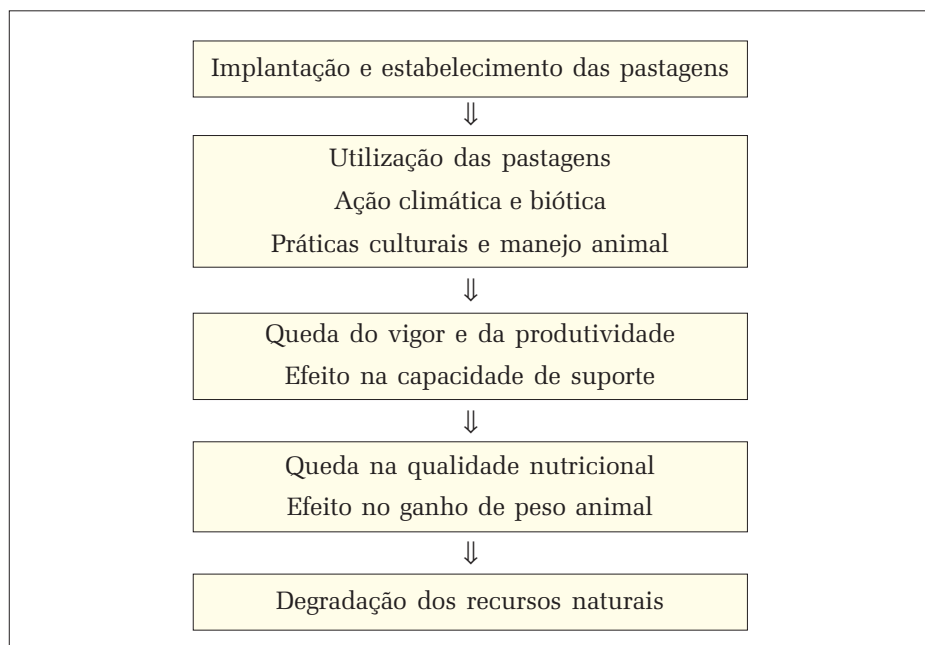 Implantação e estabelecimento das pastagens
⇓
Utilização das pastagens
Ação climática e biótica
Práticas culturais e manejo animal
⇓
Queda do vigor e da produtividade
Efeito na capacidade de suporte
⇓
Queda na qualidade nutricional
Efeito no ganho de peso animal
⇓
Degradação dos recursos naturais